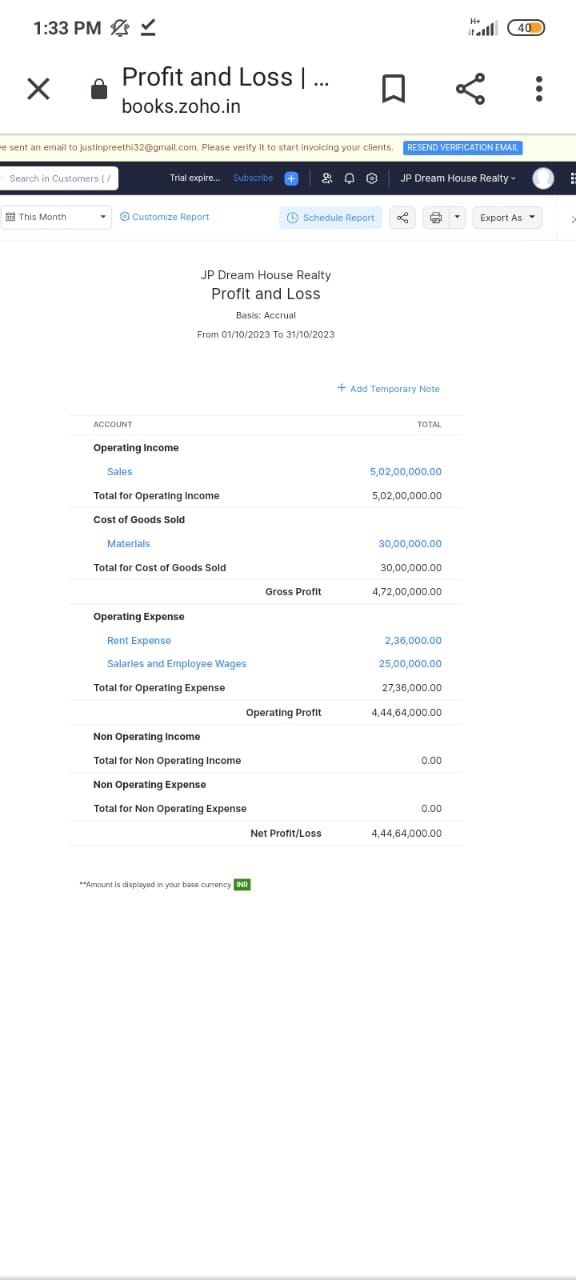 1:33 PM
H+
40
Profit and Loss | ...
books.zoho.in
e sent an email to justinpreethi32@gmail.com. Please verify it to start invoicing your clients. RESEND VERIFICATION EMAIL
Search in Customers ( / Trial expire... Subscribe JP Dream House Realty
This Month Customize Report Schedule Report Export As
JP Dream House Realty
Profit and Loss
Basis: Accrual
From 01/10/2023 To 31/10/2023
+ Add Temporary Note
ACCOUNT TOTAL
Operating Income
Sales 5,02,00,000.00
Total for Operating Income 5,02,00,000.00
Cost of Goods Sold
Materials 30,00,000.00
Total for Cost of Goods Sold 30,00,000.00
Gross Profit 4,72,00,000.00
Operating Expense
Rent Expense 2,36,000.00
Salaries and Employee Wages 25,00,000.00
Total for Operating Expense 27,36,000.00
Operating Profit 4,44,64,000.00
Non Operating Income
Total for Non Operating Income 0.00
Non Operating Expense
Total for Non Operating Expense 0.00
Net Profit/Loss 4,44,64,000.00
**Amount is displayed in your base currency INR